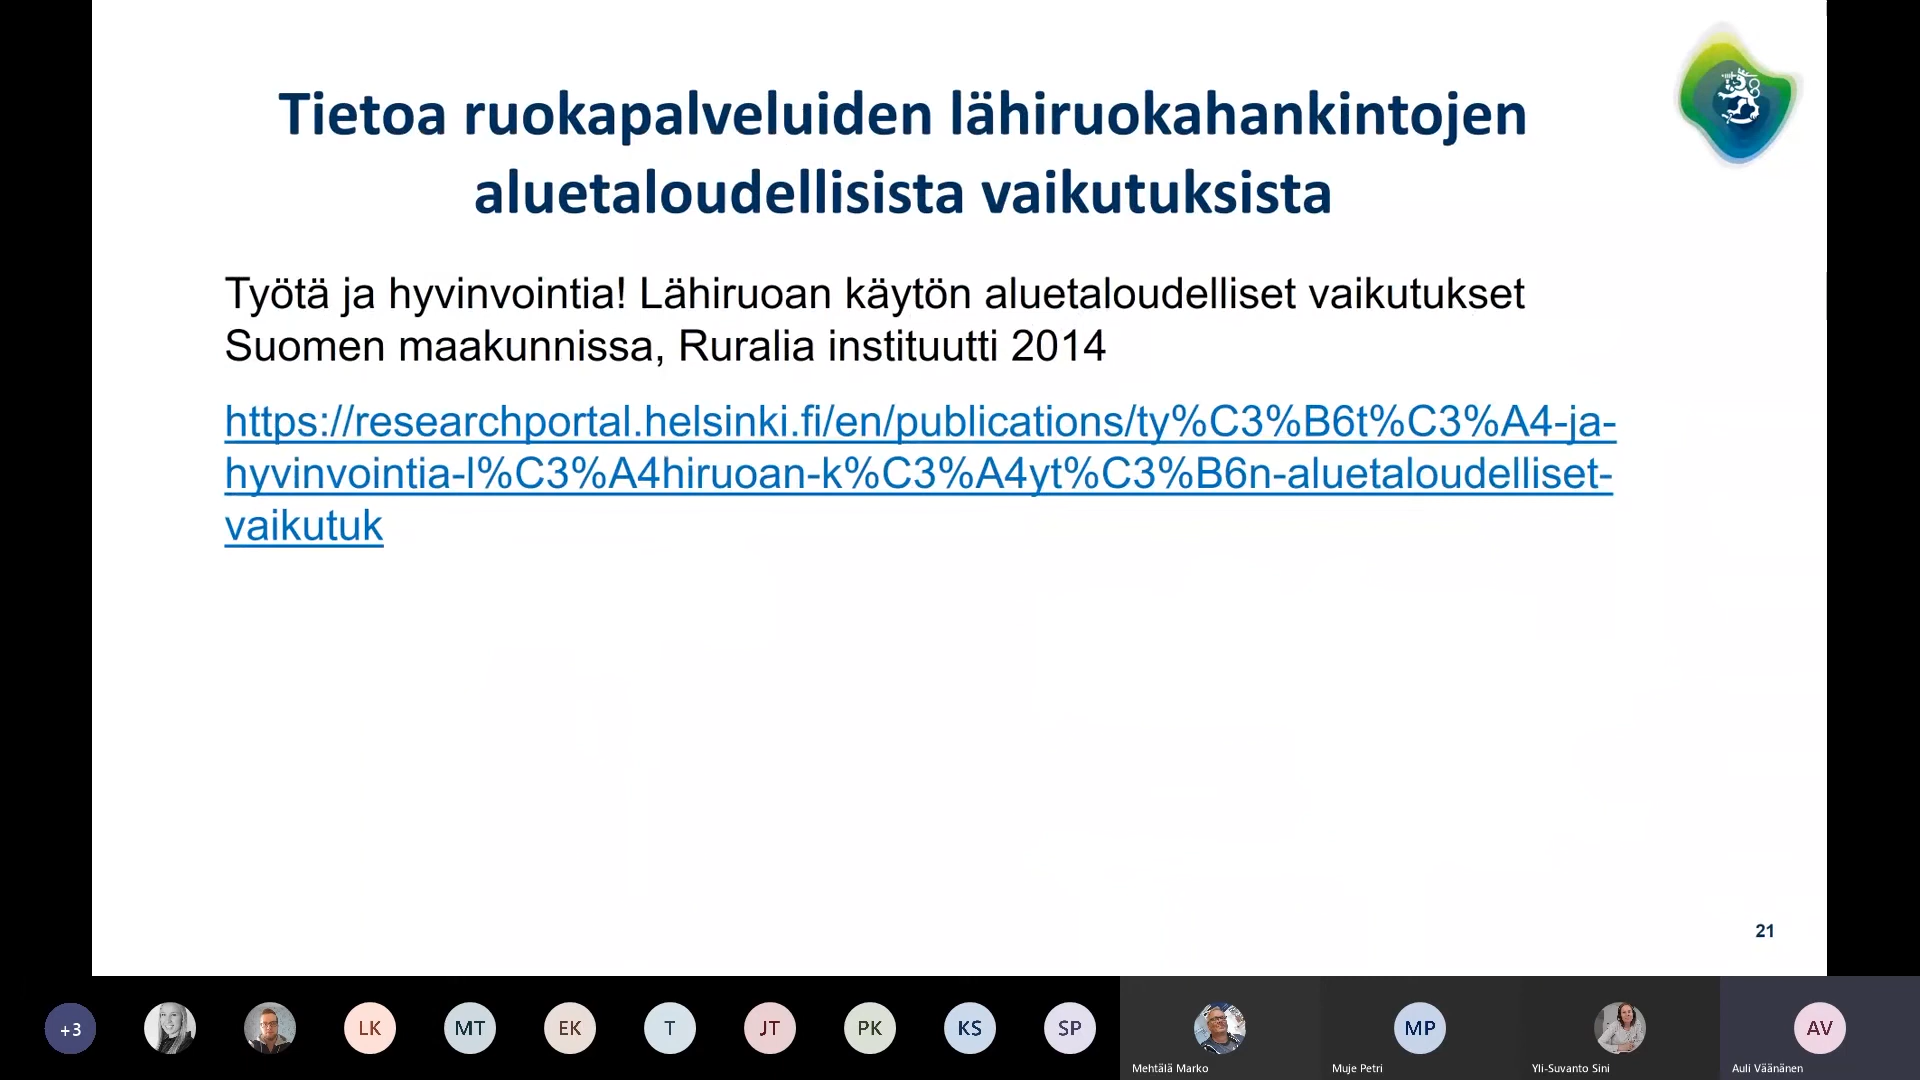 Tietoa ruokapalveluiden lähiruokahankintojen
aluetaloudellisista vaikutuksista
Työtä ja hyvinvointia! Lähiruoan käytön aluetaloudelliset vaikutukset
Suomen maakunnissa, Ruralia instituutti 2014
https://researchportal.helsinki.fi/en/publications/ty%C3%B6t%C3%A4-ja-
hyvinvointia-l%C3%A4hiruoan-k%C3%A4yt%C3%B6n-aluetaloudelliset-
vaikutuk
21
+3
LK
MT
EK
T
JT
PK
KS
SP
MP
AV
Mehtälä Marko
Muje Petri
Yli-Suvanto Sini
Auli Väänänen